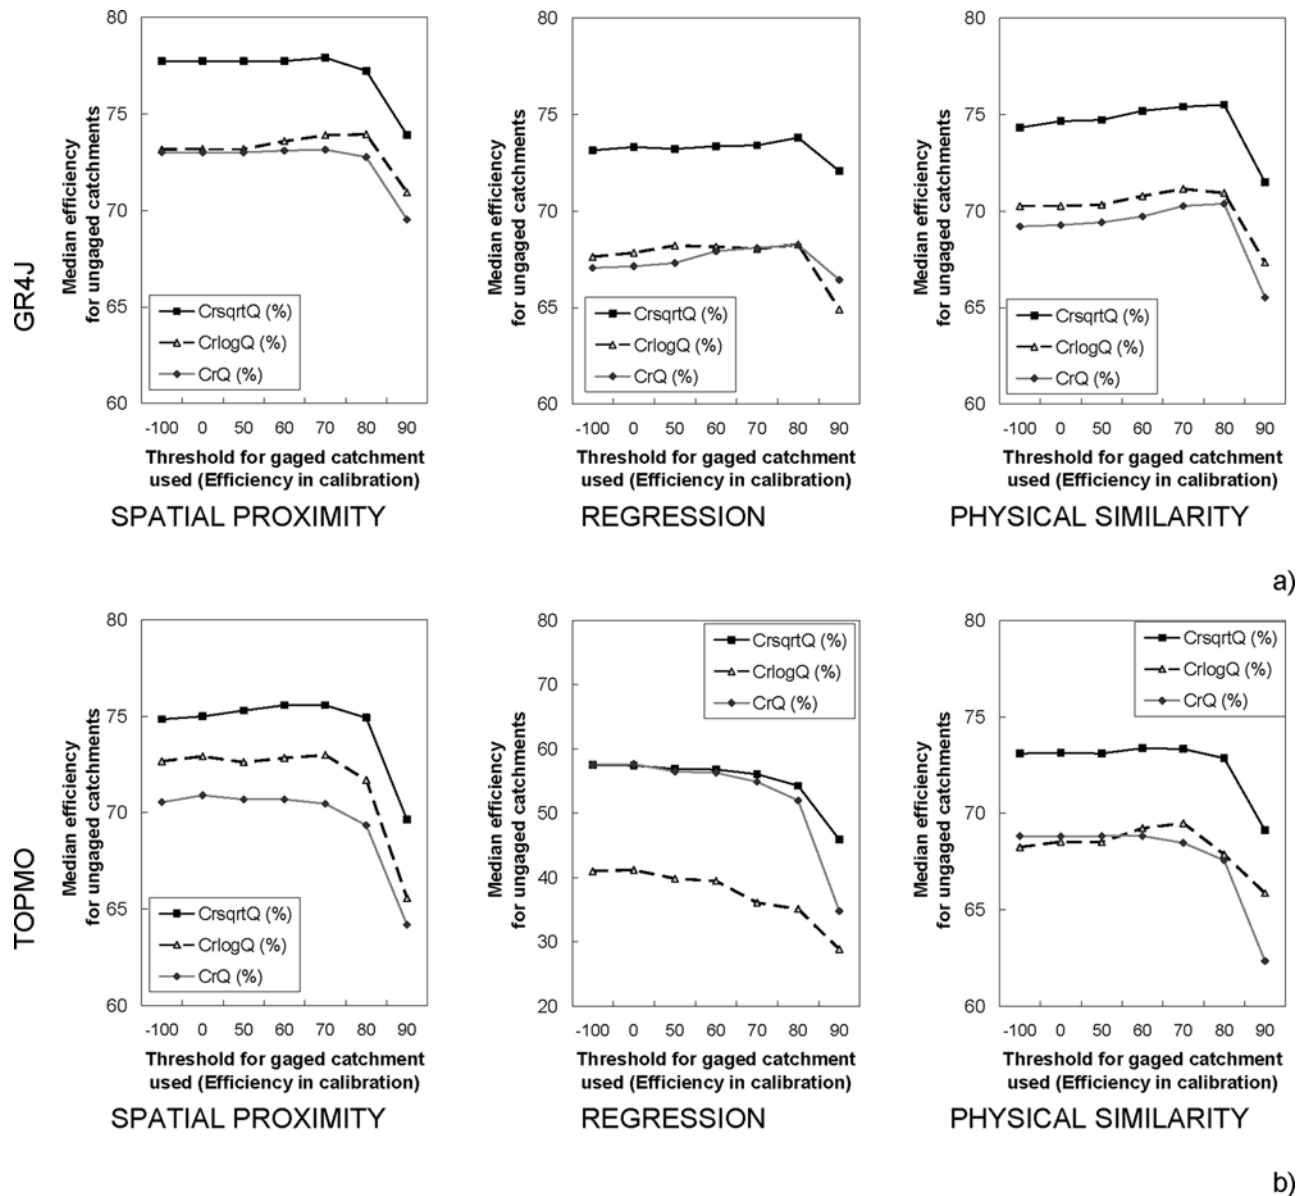 GR4J
Median efficiency
for ungaged catchments
80
75
70
65
60
CrsqrtQ (%)
CrlogQ (%)
CrQ (%)
-100 0 50 60 70 80 90
Threshold for gaged catchment
used (Efficiency in calibration)
SPATIAL PROXIMITY
Median efficiency
for ungaged catchments
80
75
70
65
60
CrsqrtQ (%)
CrlogQ (%)
CrQ (%)
-100 0 50 60 70 80 90
Threshold for gaged catchment
used (Efficiency in calibration)
REGRESSION
Median efficiency
for ungaged catchments
80
75
70
65
60
CrsqrtQ (%)
CrlogQ (%)
CrQ (%)
-100 0 50 60 70 80 90
Threshold for gaged catchment
used (Efficiency in calibration)
PHYSICAL SIMILARITY
a)
TOPMO
Median efficiency
for ungaged catchments
80
75
70
65
60
CrsqrtQ (%)
CrlogQ (%)
CrQ (%)
-100 0 50 60 70 80 90
Threshold for gaged catchment
used (Efficiency in calibration)
SPATIAL PROXIMITY
Median efficiency
for ungaged catchments
80
70
60
50
40
30
20
CrsqrtQ (%)
CrlogQ (%)
CrQ (%)
-100 0 50 60 70 80 90
Threshold for gaged catchment
used (Efficiency in calibration)
REGRESSION
Median efficiency
for ungaged catchments
80
75
70
65
60
CrsqrtQ (%)
CrlogQ (%)
CrQ (%)
-100 0 50 60 70 80 90
Threshold for gaged catchment
used (Efficiency in calibration)
PHYSICAL SIMILARITY
b)